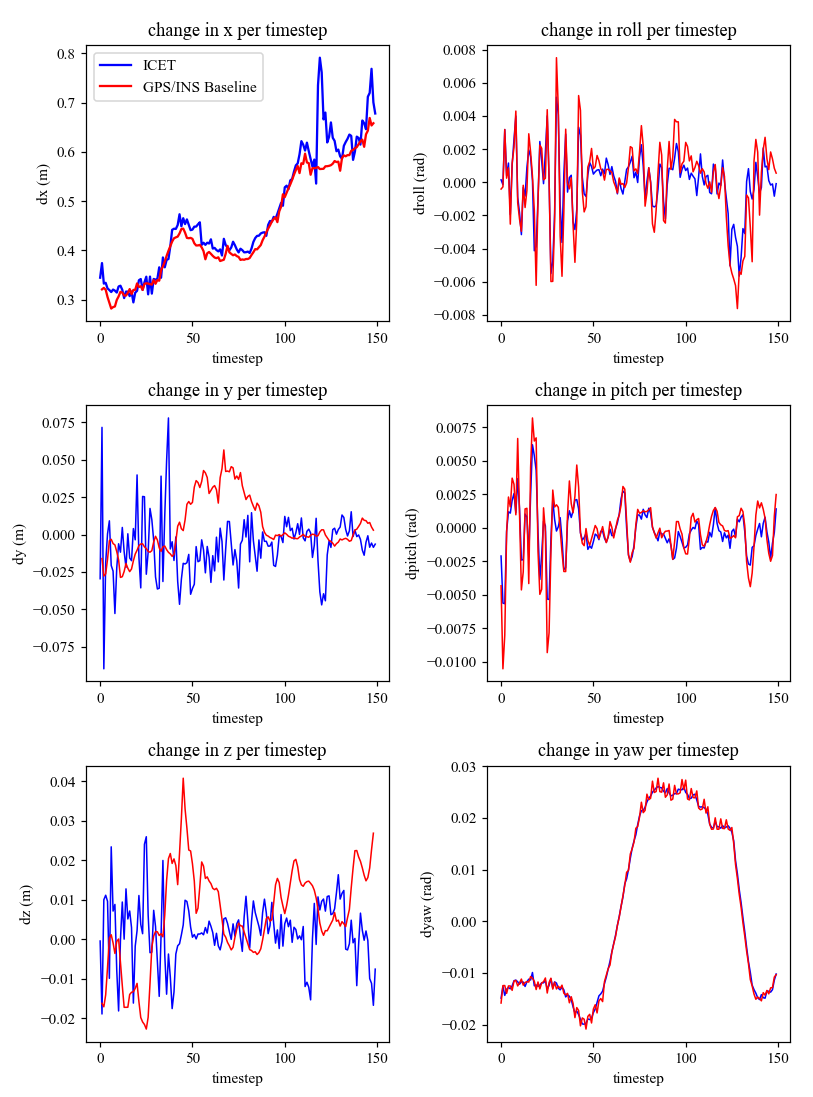 change in x per timestep
0.8
0.7
0.6
0.5
0.4
0.3
dx (m)
ICET
GPS/INS Baseline
0 50 100 150
timestep
change in roll per timestep
0.008
0.006
0.004
0.002
0.000
−0.002
−0.004
−0.006
−0.008
droll (rad)
0 50 100 150
timestep
change in y per timestep
0.075
0.050
0.025
0.000
−0.025
−0.050
−0.075
dy (m)
0 50 100 150
timestep
change in pitch per timestep
0.0075
0.0050
0.0025
0.0000
−0.0025
−0.0050
−0.0075
−0.0100
dpitch (rad)
0 50 100 150
timestep
change in z per timestep
0.04
0.03
0.02
0.01
0.00
−0.01
−0.02
dz (m)
0 50 100 150
timestep
change in yaw per timestep
0.03
0.02
0.01
0.00
−0.01
−0.02
dyaw (rad)
0 50 100 150
timestep